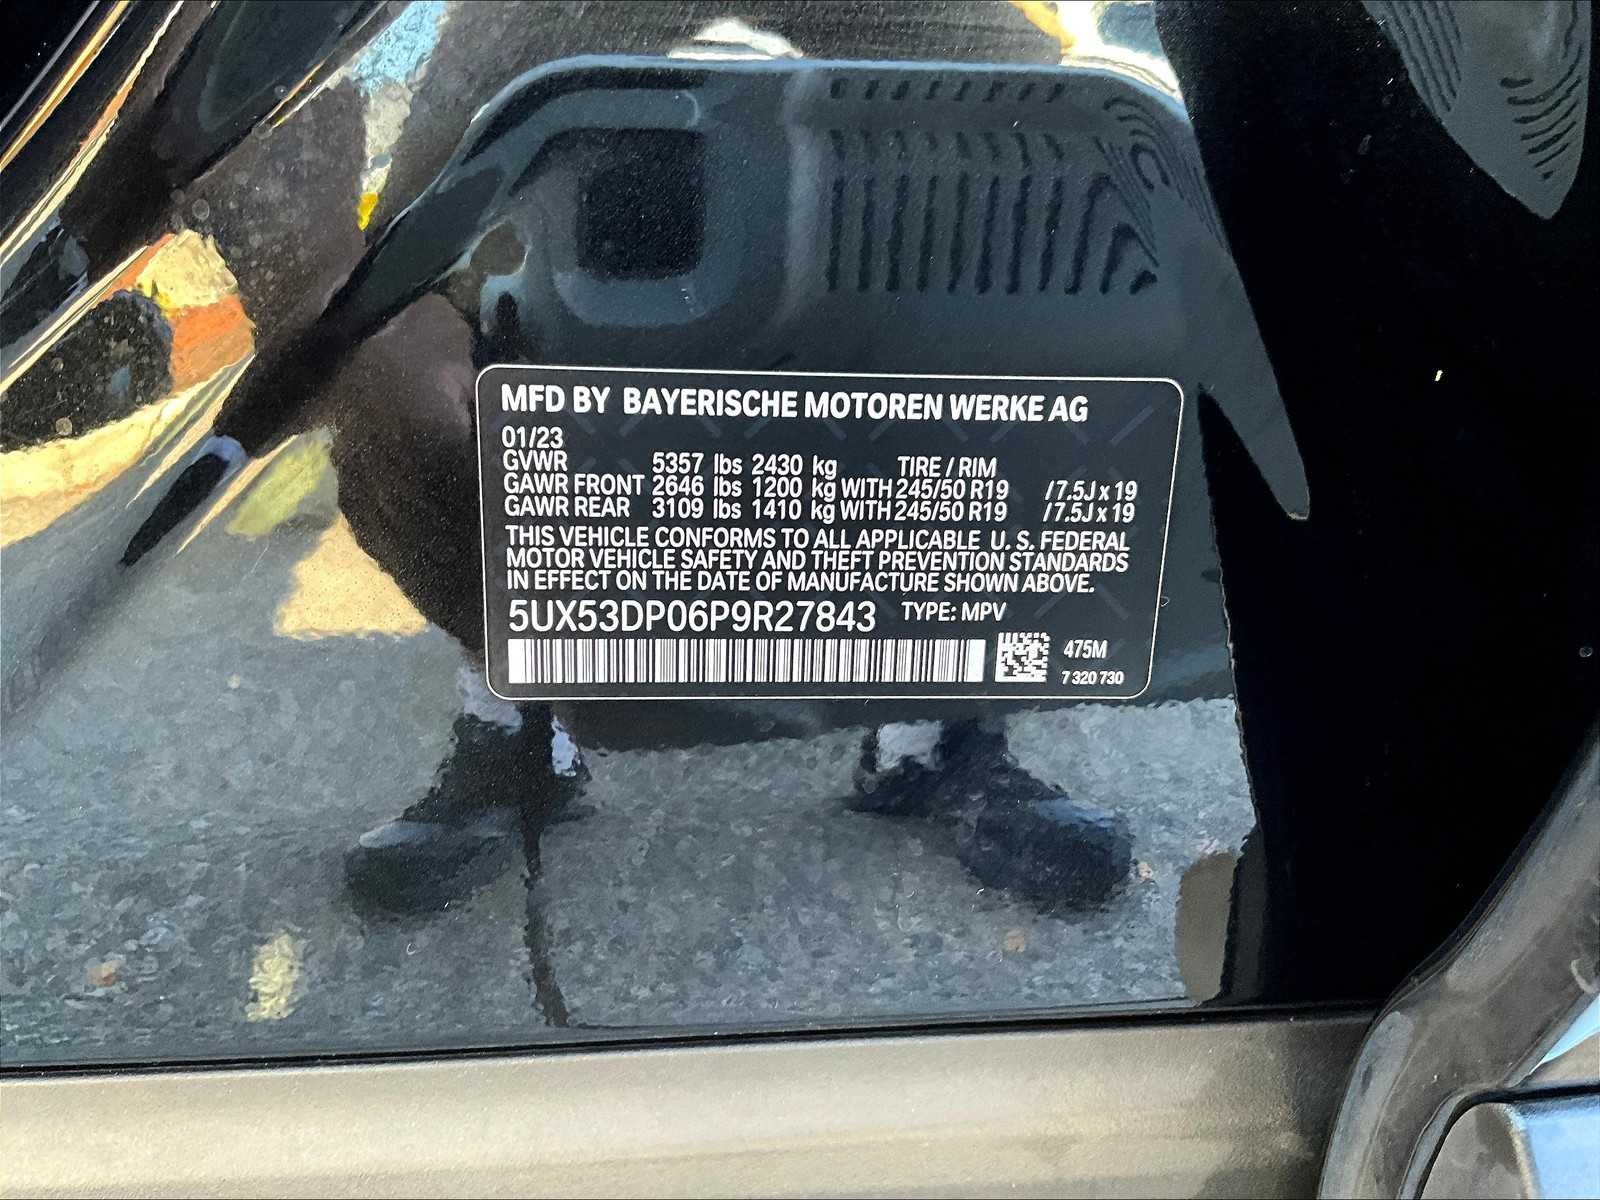 MFD BY BAYERISCHE MOTOREN WERKE AG
01/23
GVWR 5357 lbs 2430 kg TIRE / RIM
GAWR FRONT 2646 lbs 1200 kg WITH 245/50 R19 /7.5J x 19
GAWR REAR 3109 lbs 1410 kg WITH 245/50 R19 /7.5J x 19
THIS VEHICLE CONFORMS TO ALL APPLICABLE U. S. FEDERAL
MOTOR VEHICLE SAFETY AND THEFT PREVENTION STANDARDS
IN EFFECT ON THE DATE OF MANUFACTURE SHOWN ABOVE.
5UX53DP06P9R27843 TYPE: MPV
475M
7 320 730